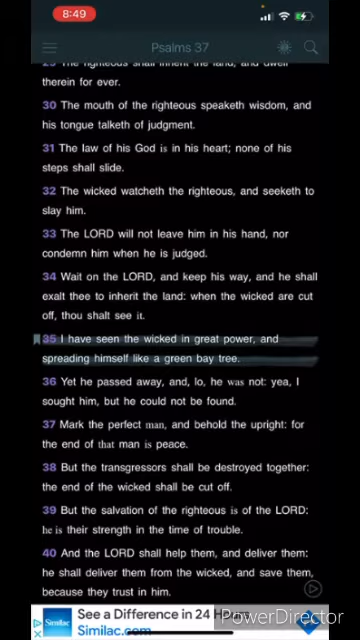 8:49
Psalms 37
29 The righteous shall inherit the land, and dwell
therein for ever.
30 The mouth of the righteous speaketh wisdom, and
his tongue talketh of judgment.
31 The law of his God is in his heart; none of his
steps shall slide.
32 The wicked watcheth the righteous, and seeketh to
slay him.
33 The LORD will not leave him in his hand, nor
condemn him when he is judged.
34 Wait on the LORD, and keep his way, and he shall
exalt thee to inherit the land: when the wicked are cut
off, thou shalt see it.
35 I have seen the wicked in great power, and
spreading himself like a green bay tree.
36 Yet he passed away, and, lo, he was not: yea, I
sought him, but he could not be found.
37 Mark the perfect man, and behold the upright: for
the end of that man is peace.
38 But the transgressors shall be destroyed together:
the end of the wicked shall be cut off.
39 But the salvation of the righteous is of the LORD:
he is their strength in the time of trouble.
40 And the LORD shall help them, and deliver them:
he shall deliver them from the wicked, and save them,
because they trust in him.
Similac
See a Difference in 24 
Similac.com
PowerDirector